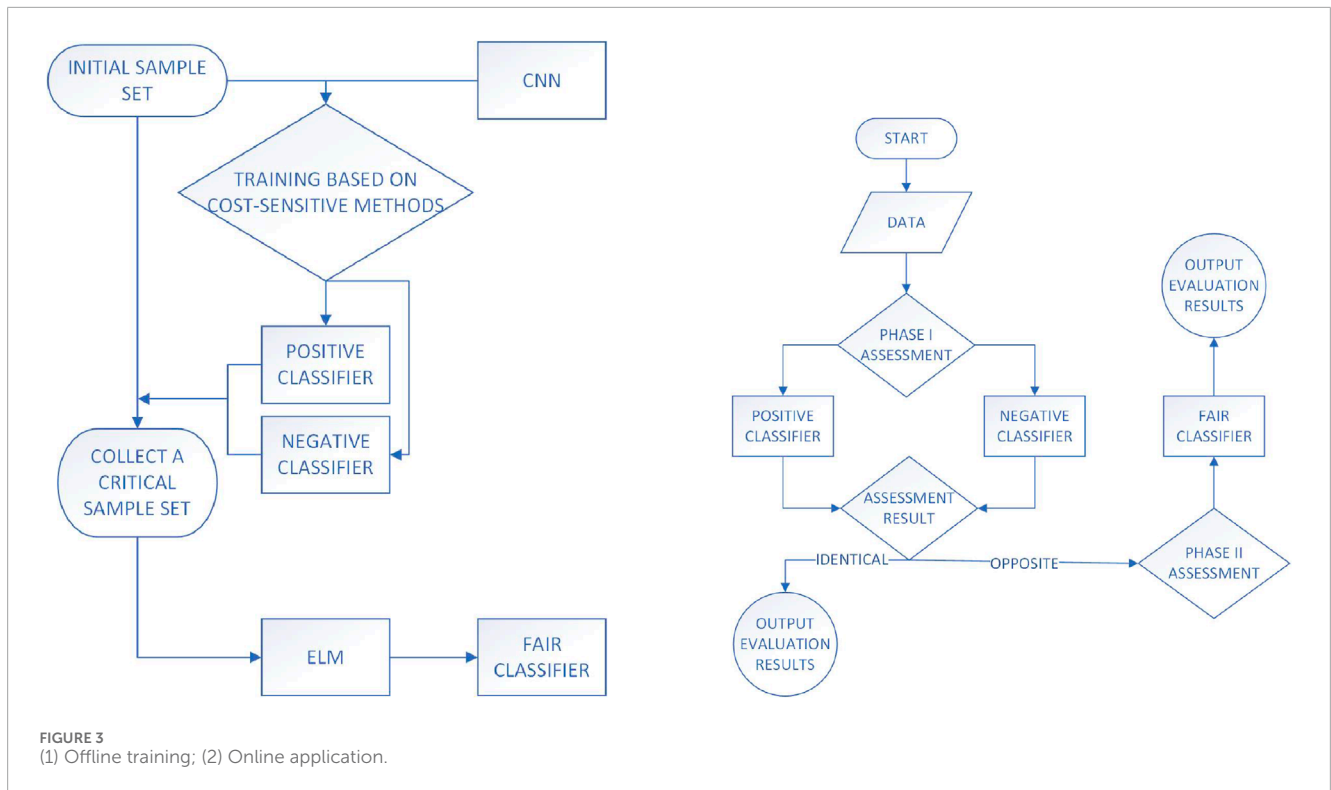 INITIAL SAMPLE
SET
CNN
TRAINING BASED ON
COST-SENSITIVE METHODS
POSITIVE
CLASSIFIER
NEGATIVE
CLASSIFIER
COLLECT A
CRITICAL
SAMPLE SET
ELM
FAIR
CLASSIFIER
START
DATA
PHASE I
ASSESSMENT
POSITIVE
CLASSIFIER
NEGATIVE
CLASSIFIER
ASSESSMENT
RESULT
IDENTICAL
OPPOSITE
OUTPUT
EVALUATION
RESULTS
PHASE II
ASSESSMENT
FAIR
CLASSIFIER
OUTPUT
EVALUATION
RESULTS
FIGURE 3
(1) Offline training; (2) Online application.